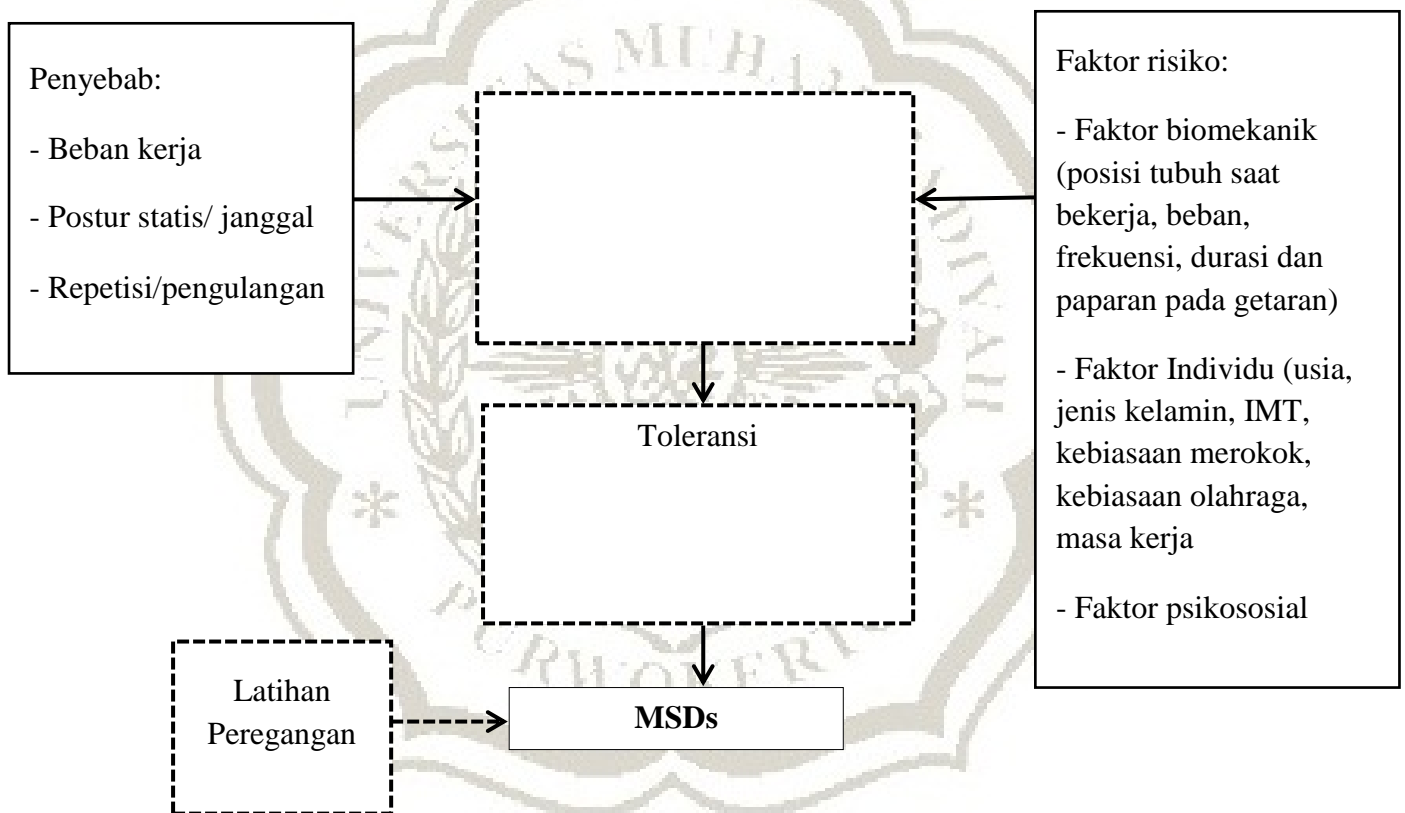 Penyebab:
- Beban kerja
- Postur statis/ janggal
- Repetisi/pengulangan
Faktor risiko:
- Faktor biomekanik
(posisi tubuh saat
bekerja, beban,
frekuensi, durasi dan
paparan pada getaran)
- Faktor Individu (usia,
jenis kelamin, IMT,
kebiasaan merokok,
kebiasaan olahraga,
masa kerja
- Faktor psikososial
Toleransi
Latihan
Peregangan
MSDs
PURWOKERTO